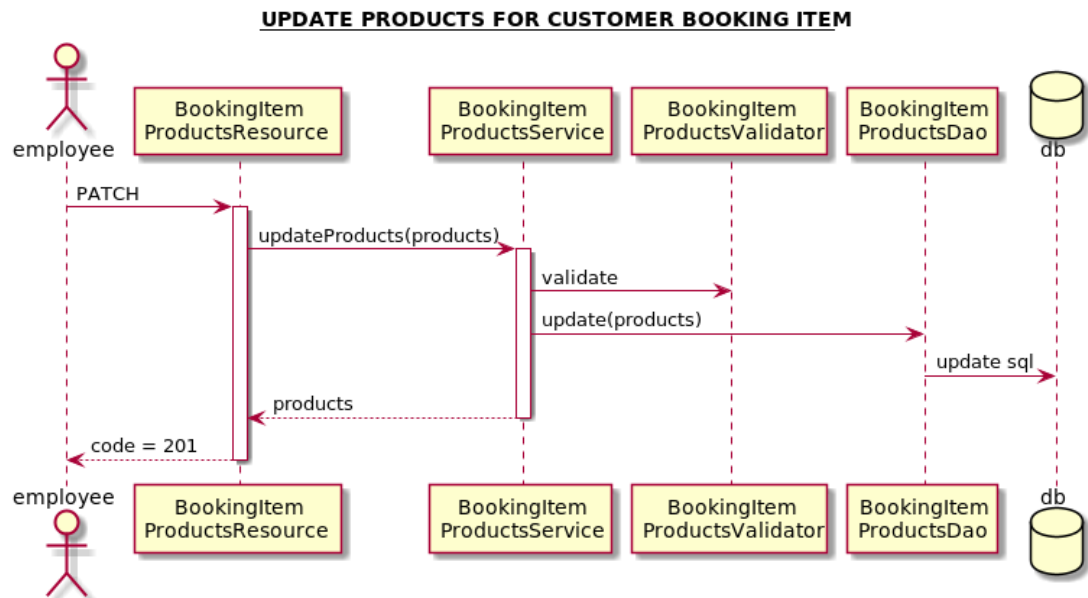 UPDATE PRODUCTS FOR CUSTOMER BOOKING ITEM
employee
BookingItem
ProductsResource
BookingItem
ProductsService
BookingItem
ProductsValidator
BookingItem
ProductsDao
db
PATCH
updateProducts(products)
validate
update(products)
update sql
products
code = 201
employee
BookingItem
ProductsResource
BookingItem
ProductsService
BookingItem
ProductsValidator
BookingItem
ProductsDao
db